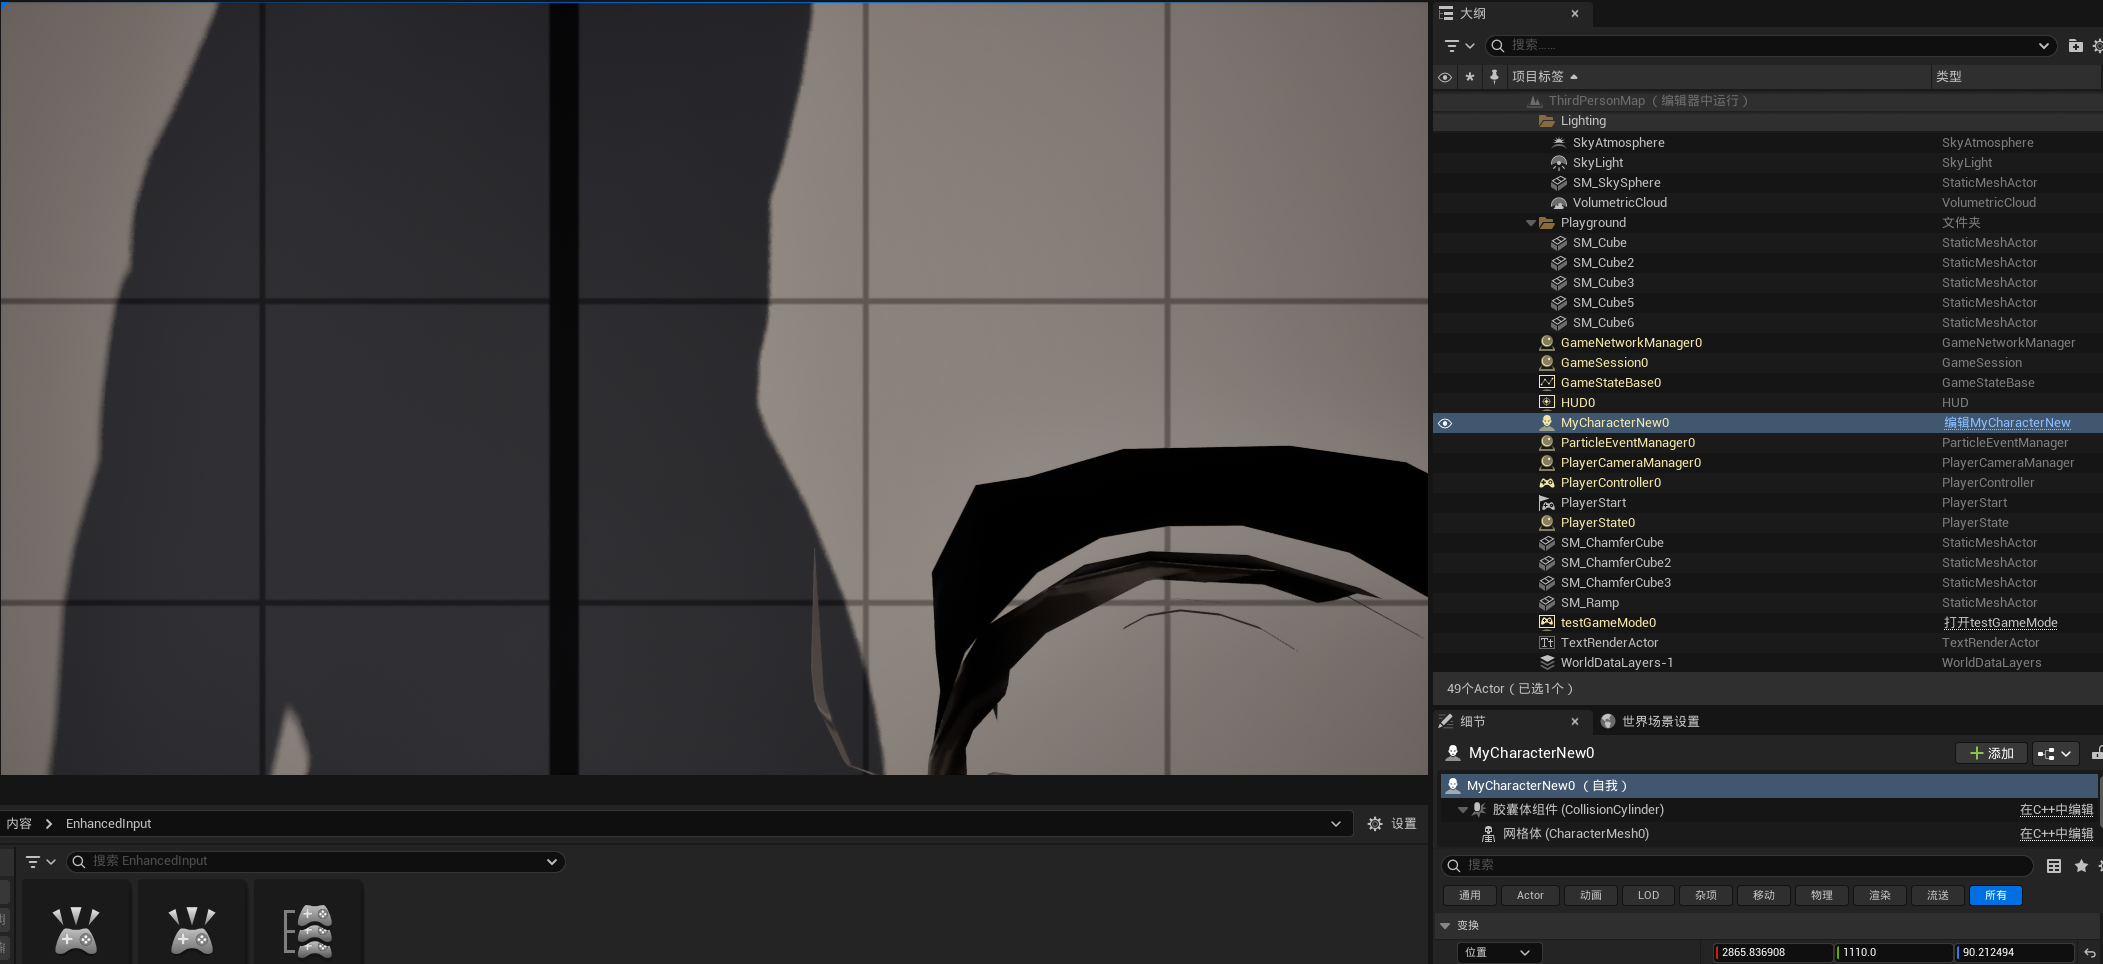 大纲
搜索......
项目标签 类型
ThirdPersonMap（编辑器中运行）
Lighting
SkyAtmosphere SkyAtmosphere
SkyLight SkyLight
SM_SkySphere StaticMeshActor
VolumetricCloud VolumetricCloud
Playground 文件夹
SM_Cube StaticMeshActor
SM_Cube2 StaticMeshActor
SM_Cube3 StaticMeshActor
SM_Cube5 StaticMeshActor
SM_Cube6 StaticMeshActor
GameNetworkManager0 GameNetworkManager
GameSession0 GameSession
GameStateBase0 GameStateBase
HUD0 HUD
MyCharacterNew0 编辑MyCharacterNew
ParticleEventManager0 ParticleEventManager
PlayerCameraManager0 PlayerCameraManager
PlayerController0 PlayerController
PlayerStart PlayerStart
PlayerState0 PlayerState
SM_ChamferCube StaticMeshActor
SM_ChamferCube2 StaticMeshActor
SM_ChamferCube3 StaticMeshActor
SM_Ramp StaticMeshActor
testGameMode0 打开testGameMode
TextRenderActor TextRenderActor
WorldDataLayers-1 WorldDataLayers
49个Actor（已选1个）
细节 世界场景设置
MyCharacterNew0 添加
MyCharacterNew0 （自我）
胶囊体组件 (CollisionCylinder) 在C++中编辑
网格体 (CharacterMesh0) 在C++中编辑
搜索
通用 Actor 动画 LOD 杂项 移动 物理 渲染 流送 所有
变换
位置 2865.836908 1110.0 90.212494
内容 EnhancedInput 设置
搜索 EnhancedInput